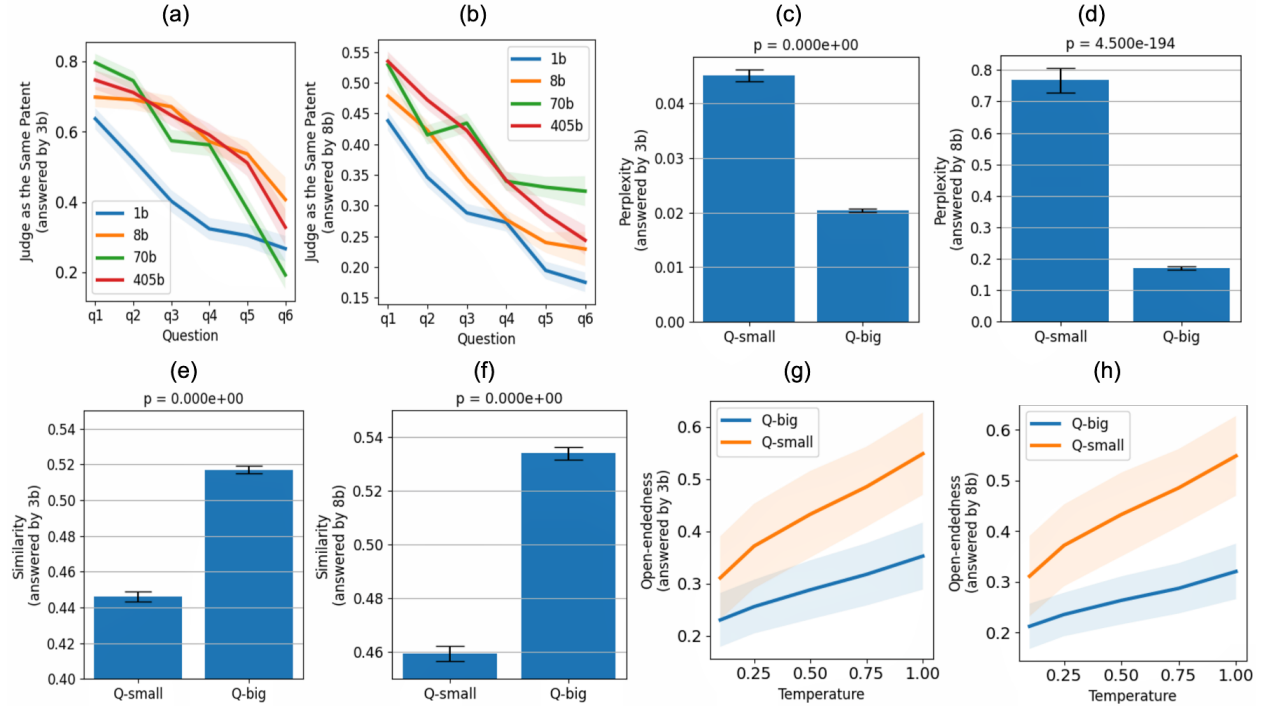 (a)
Judge as the Same Patent
(answered by 3b)
0.8
0.6
0.4
0.2
1b
8b
70b
405b
q1 q2 q3 q4 q5 q6
Question
(b)
Judge as the Same Patent
(answered by 8b)
0.55
0.50
0.45
0.40
0.35
0.30
0.25
0.20
0.15
1b
8b
70b
405b
q1 q2 q3 q4 q5 q6
Question
(c)
p = 0.000e+00
Perplexity
(answered by 3b)
0.04
0.03
0.02
0.01
0.00
Q-small Q-big
(d)
p = 4.500e-194
Perplexity
(answered by 8b)
0.8
0.7
0.6
0.5
0.4
0.3
0.2
0.1
0.0
Q-small Q-big
(e)
p = 0.000e+00
Similarity
(answered by 3b)
0.54
0.52
0.50
0.48
0.46
0.44
0.42
0.40
Q-small Q-big
(f)
p = 0.000e+00
Similarity
(answered by 8b)
0.54
0.52
0.50
0.48
0.46
Q-small Q-big
(g)
Open-endedness
(answered by 3b)
0.6
0.5
0.4
0.3
0.2
Q-big
Q-small
0.25 0.50 0.75 1.00
Temperature
(h)
Open-endedness
(answered by 8b)
0.6
0.5
0.4
0.3
0.2
Q-big
Q-small
0.25 0.50 0.75 1.00
Temperature